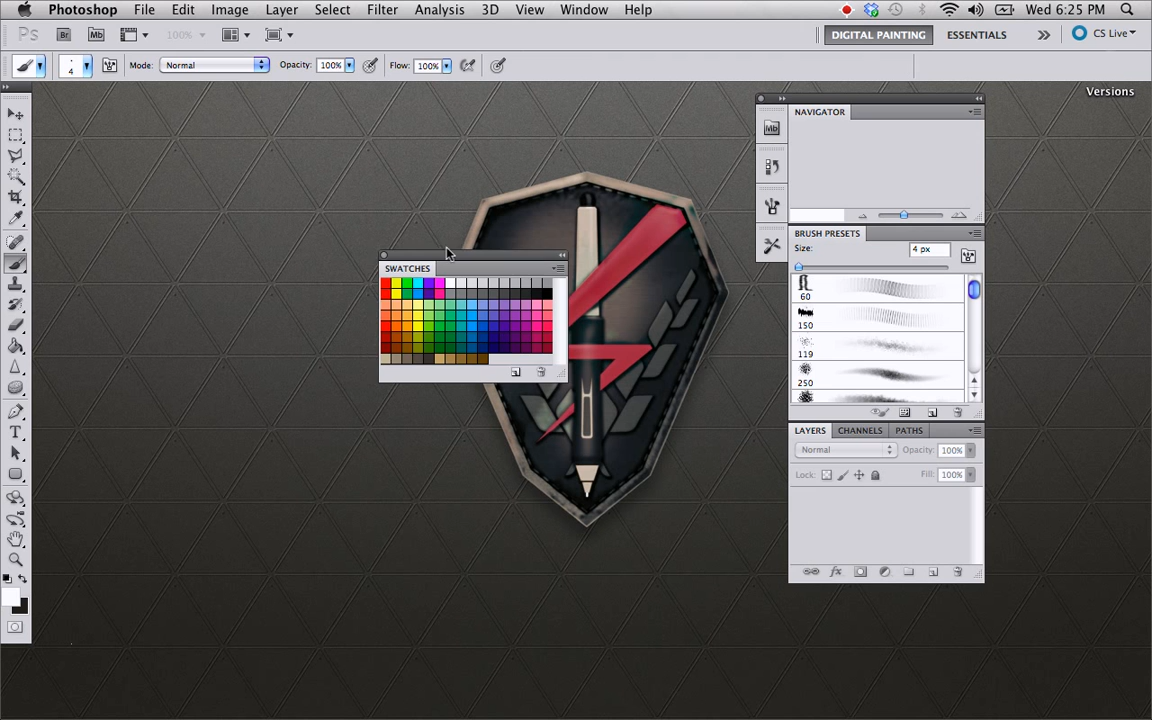 Photoshop File Edit Image Layer Select Filter Analysis 3D View Window Help Wed 6:25 PM
Ps Br Mb 100% DIGITAL PAINTING ESSENTIALS CS Live
4 Mode: Normal Opacity: 100% Flow: 100%
Versions
Mb NAVIGATOR
BRUSH PRESETS
Size: 4 px
SWATCHES
60
150
119
250
LAYERS CHANNELS PATHS
Normal Opacity: 100%
Lock: Fill: 100%
fx